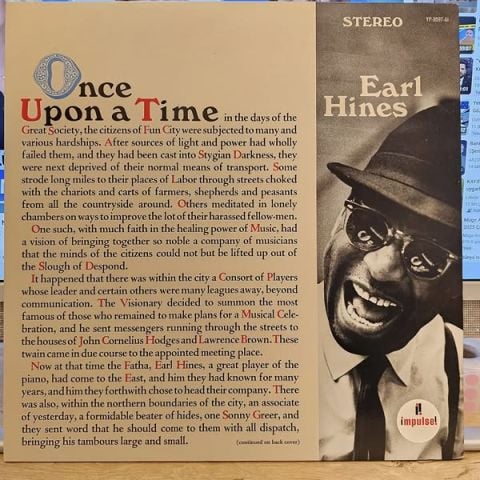 STEREO
YP-8597-AI
Earl
Hines
Once
Upon a Time in the days of the
Great Society, the citizens of Fun City were subjected to many and
various hardships. After sources of light and power had wholly
failed them, and they had been cast into Stygian Darkness, they
were next deprived of their normal means of transport. Some
strode long miles to their places of Labor through streets choked
with the chariots and carts of farmers, shepherds and peasants
from all the countryside around. Others meditated in lonely
chambers on ways to improve the lot of their harassed fellow-men.
One such, with much faith in the healing power of Music, had
a vision of bringing together so noble a company of musicians
that the minds of the citizens could not but be lifted up out of
the Slough of Despond.
It happened that there was within the city a Consort of Players
whose leader and certain others were many leagues away, beyond
communication. The Visionary decided to summon the most
famous of those who remained to make plans for a Musical Cele-
bration, and he sent messengers running through the streets to
the houses of John Cornelius Hodges and Lawrence Brown. These
twain came in due course to the appointed meeting place.
Now at that time the Fatha, Earl Hines, a great player of the
piano, had come to the East, and him they had known for many
years, and him they forthwith chose to head their company. There
was also, within the northern boundaries of the city, an associate
of yesterday, a formidable beater of hides, one Sonny Greer, and
they sent word that he should come to them with all dispatch,
bringing his tambours large and small.
(continued on back cover)
impulse!